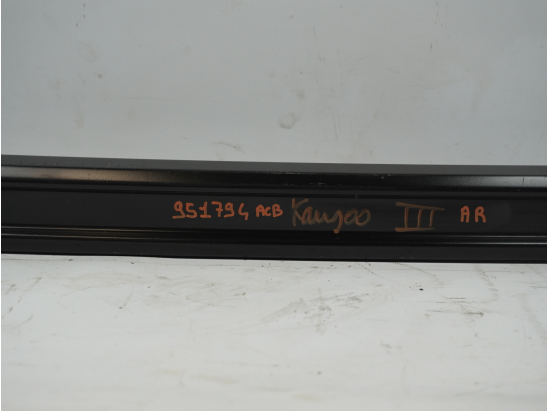 951794 ACB Kangoo III AR